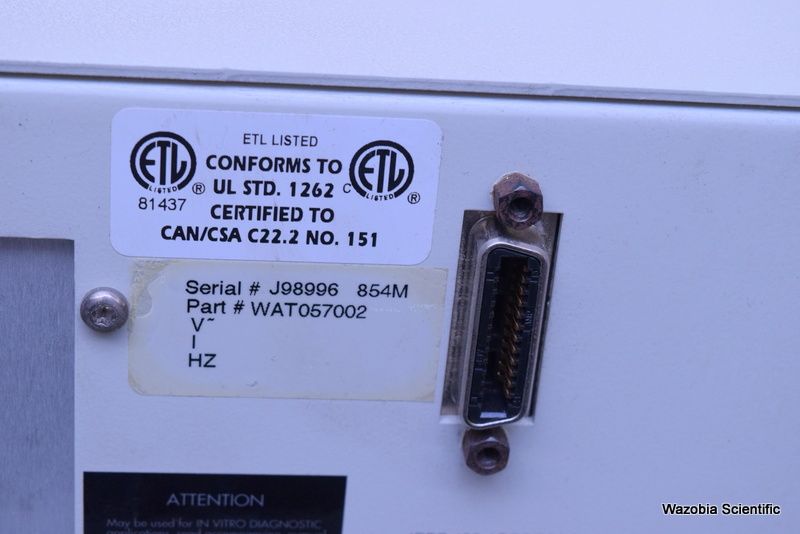 ETL LISTED
CONFORMS TO
UL STD. 1262
CERTIFIED TO
CAN/CSA C22.2 NO. 151
ETL LISTED ®
81437
C ETL LISTED ®
Serial # J98996 854M
Part # WAT057002
V~
I
HZ
ATTENTION
May be used for IN VITRO DIAGNOSTIC
Wazobia Scientific